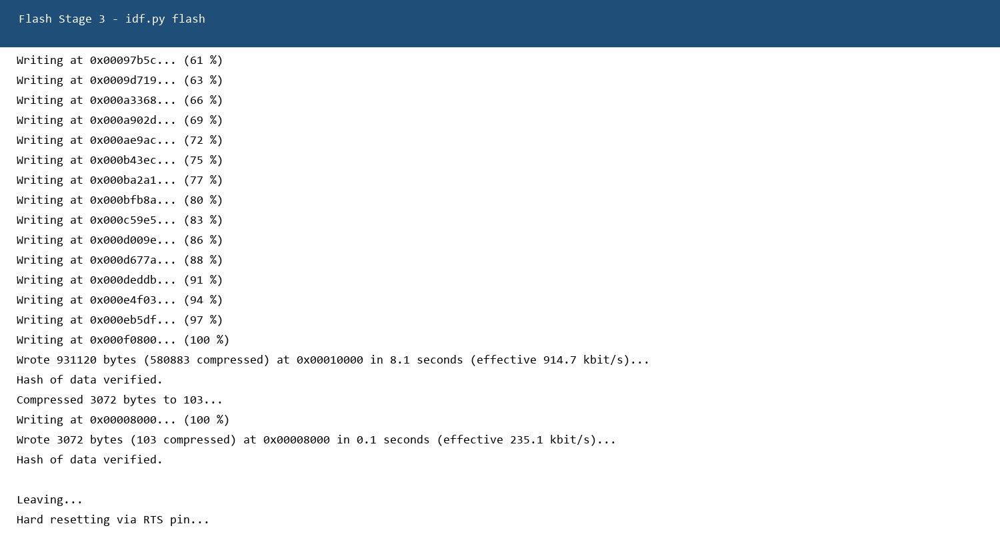 Flash Stage 3 - idf.py flash
Writing at 0x00097b5c... (61 %)
Writing at 0x0009d719... (63 %)
Writing at 0x000a3368... (66 %)
Writing at 0x000a902d... (69 %)
Writing at 0x000ae9ac... (72 %)
Writing at 0x000b43ec... (75 %)
Writing at 0x000ba2a1... (77 %)
Writing at 0x000bfb8a... (80 %)
Writing at 0x000c59e5... (83 %)
Writing at 0x000d009e... (86 %)
Writing at 0x000d677a... (88 %)
Writing at 0x000deddb... (91 %)
Writing at 0x000e4f03... (94 %)
Writing at 0x000eb5df... (97 %)
Writing at 0x000f0800... (100 %)
Wrote 931120 bytes (580883 compressed) at 0x00010000 in 8.1 seconds (effective 914.7 kbit/s)...
Hash of data verified.
Compressed 3072 bytes to 103...
Writing at 0x00008000... (100 %)
Wrote 3072 bytes (103 compressed) at 0x00008000 in 0.1 seconds (effective 235.1 kbit/s)...
Hash of data verified.
Leaving...
Hard resetting via RTS pin...